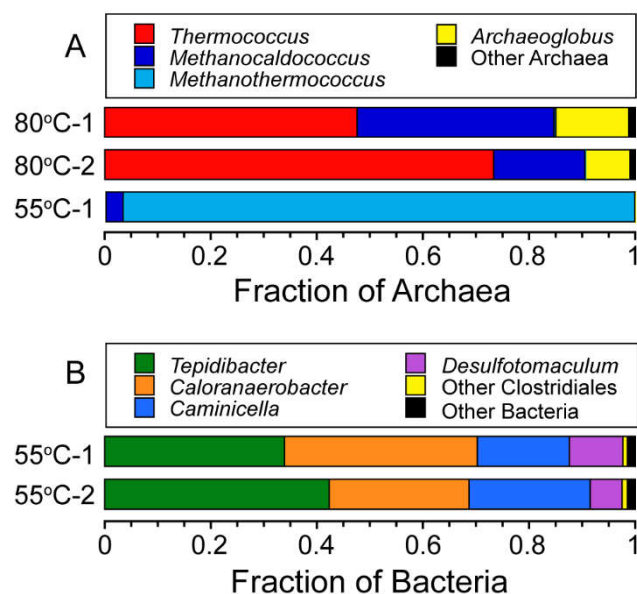 A
Thermococcus
Archaeoglobus
Methanocaldococcus
Other Archaea
Methanothermococcus
80°C-1
80°C-2
55°C-1
0 0.2 0.4 0.6 0.8 1
Fraction of Archaea
B
Tepidibacter
Desulfotomaculum
Caloranaerobacter
Other Clostridiales
Caminicella
Other Bacteria
55°C-1
55°C-2
0 0.2 0.4 0.6 0.8 1
Fraction of Bacteria